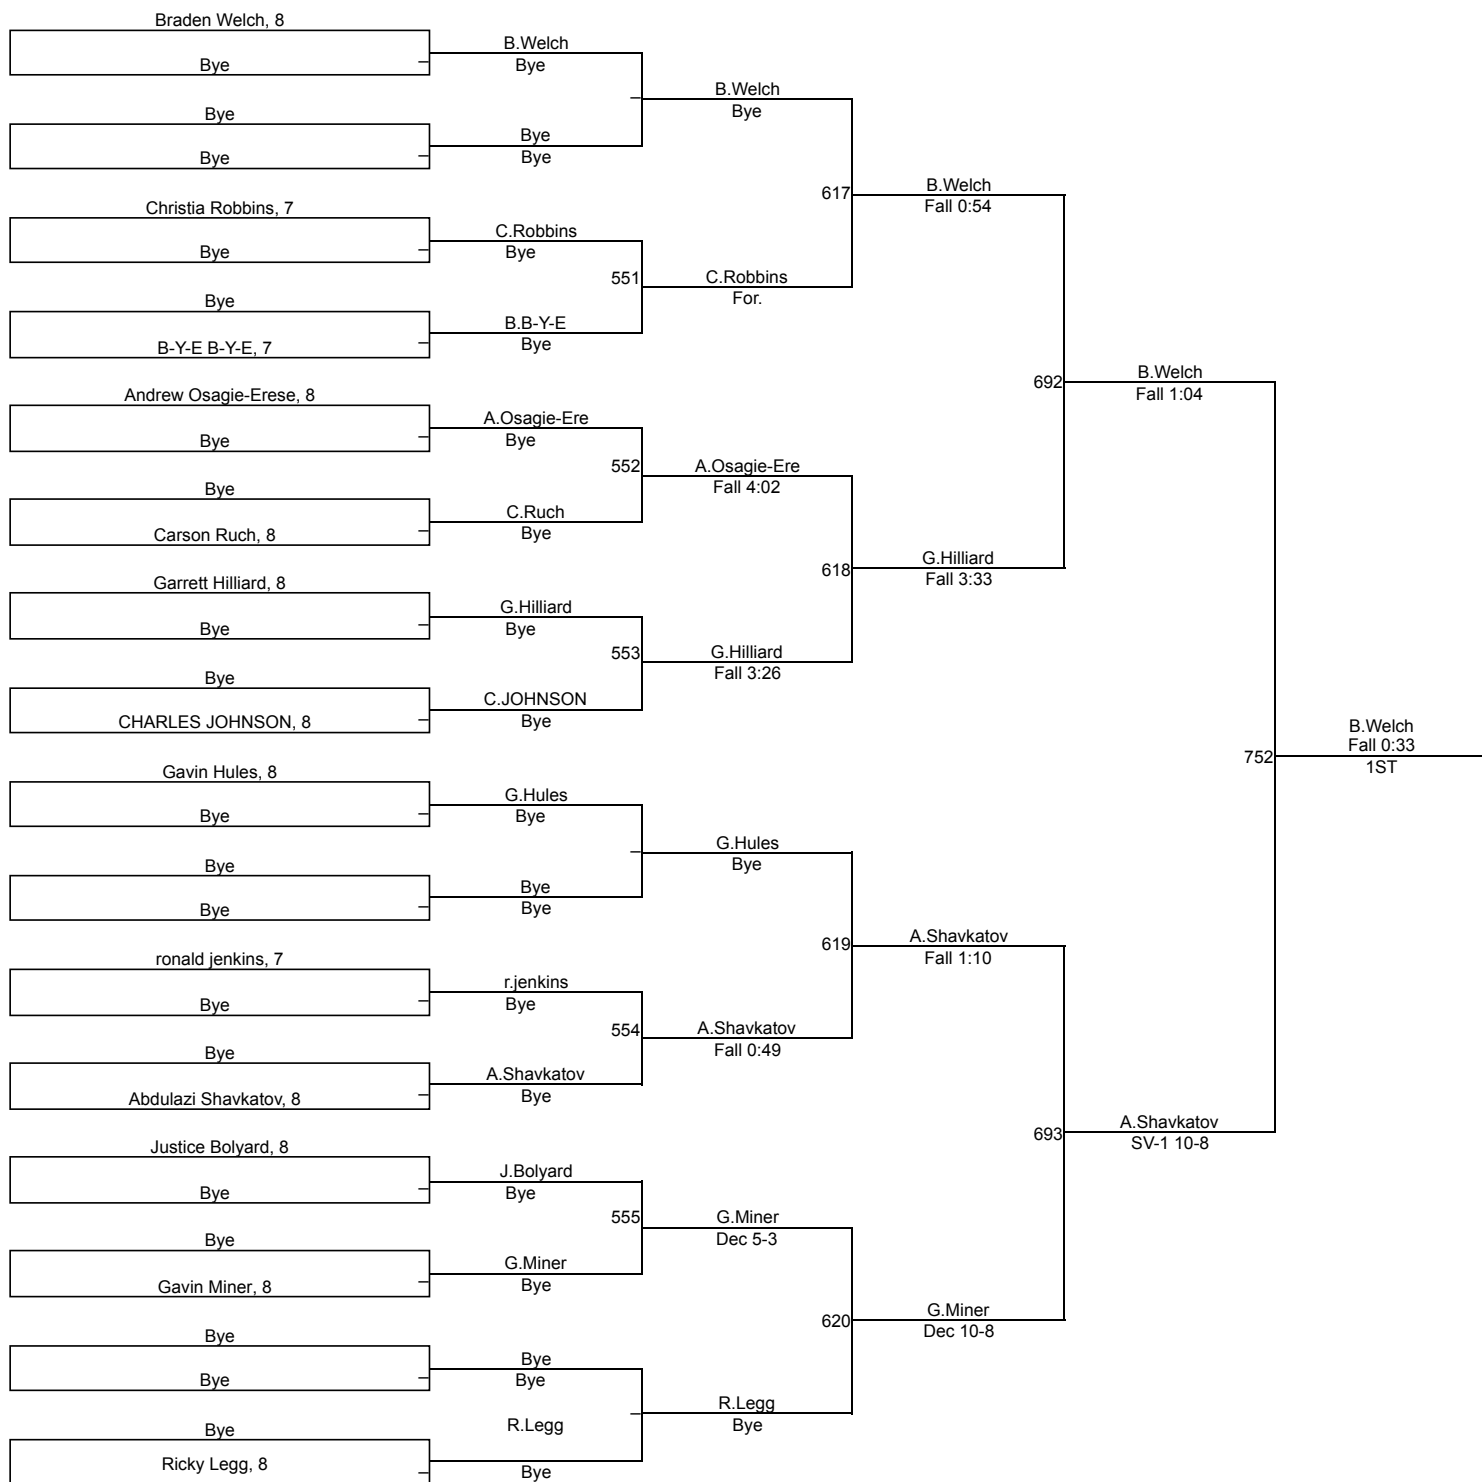 Braden Welch, 8
Bye
Bye
Bye
Christia Robbins, 7
Bye
Bye
B-Y-E B-Y-E, 7
Andrew Osagie-Erese, 8
Bye
Bye
Carson Ruch, 8
Garrett Hilliard, 8
Bye
Bye
CHARLES JOHNSON, 8
Gavin Hules, 8
Bye
Bye
Bye
ronald jenkins, 7
Bye
Bye
Abdulazi Shavkatov, 8
Justice Bolyard, 8
Bye
Bye
Gavin Miner, 8
Bye
Bye
Bye
Ricky Legg, 8
B.Welch
Bye
Bye
Bye
C.Robbins
Bye
551
B.B-Y-E
Bye
A.Osagie-Ere
Bye
552
C.Ruch
Bye
G.Hilliard
Bye
553
C.JOHNSON
Bye
G.Hules
Bye
Bye
Bye
r.jenkins
Bye
554
A.Shavkatov
Bye
J.Bolyard
Bye
555
G.Miner
Bye
Bye
Bye
R.Legg
Bye
B.Welch
Bye
617
C.Robbins
For.
A.Osagie-Ere
Fall 4:02
618
G.Hilliard
Fall 3:26
G.Hules
Bye
619
A.Shavkatov
Fall 0:49
G.Miner
Dec 5-3
620
R.Legg
Bye
B.Welch
Fall 0:54
692
G.Hilliard
Fall 3:33
A.Shavkatov
Fall 1:10
693
G.Miner
Dec 10-8
B.Welch
Fall 1:04
752
A.Shavkatov
SV-1 10-8
B.Welch
Fall 0:33
1ST